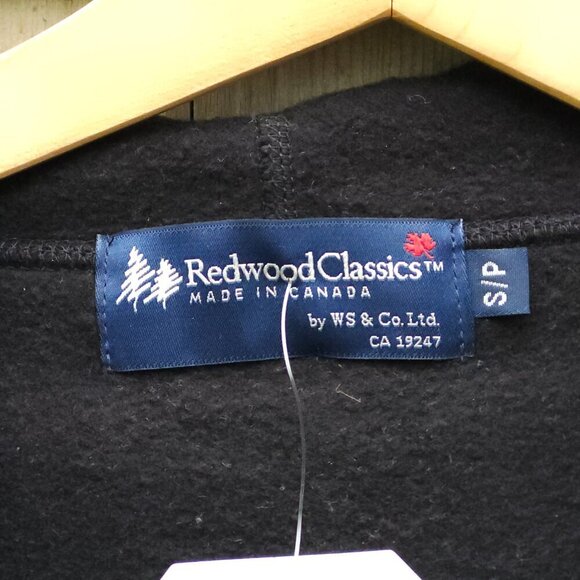 Redwood Classics™
MADE IN CANADA
by WS & Co. Ltd.
CA 19247
S/P